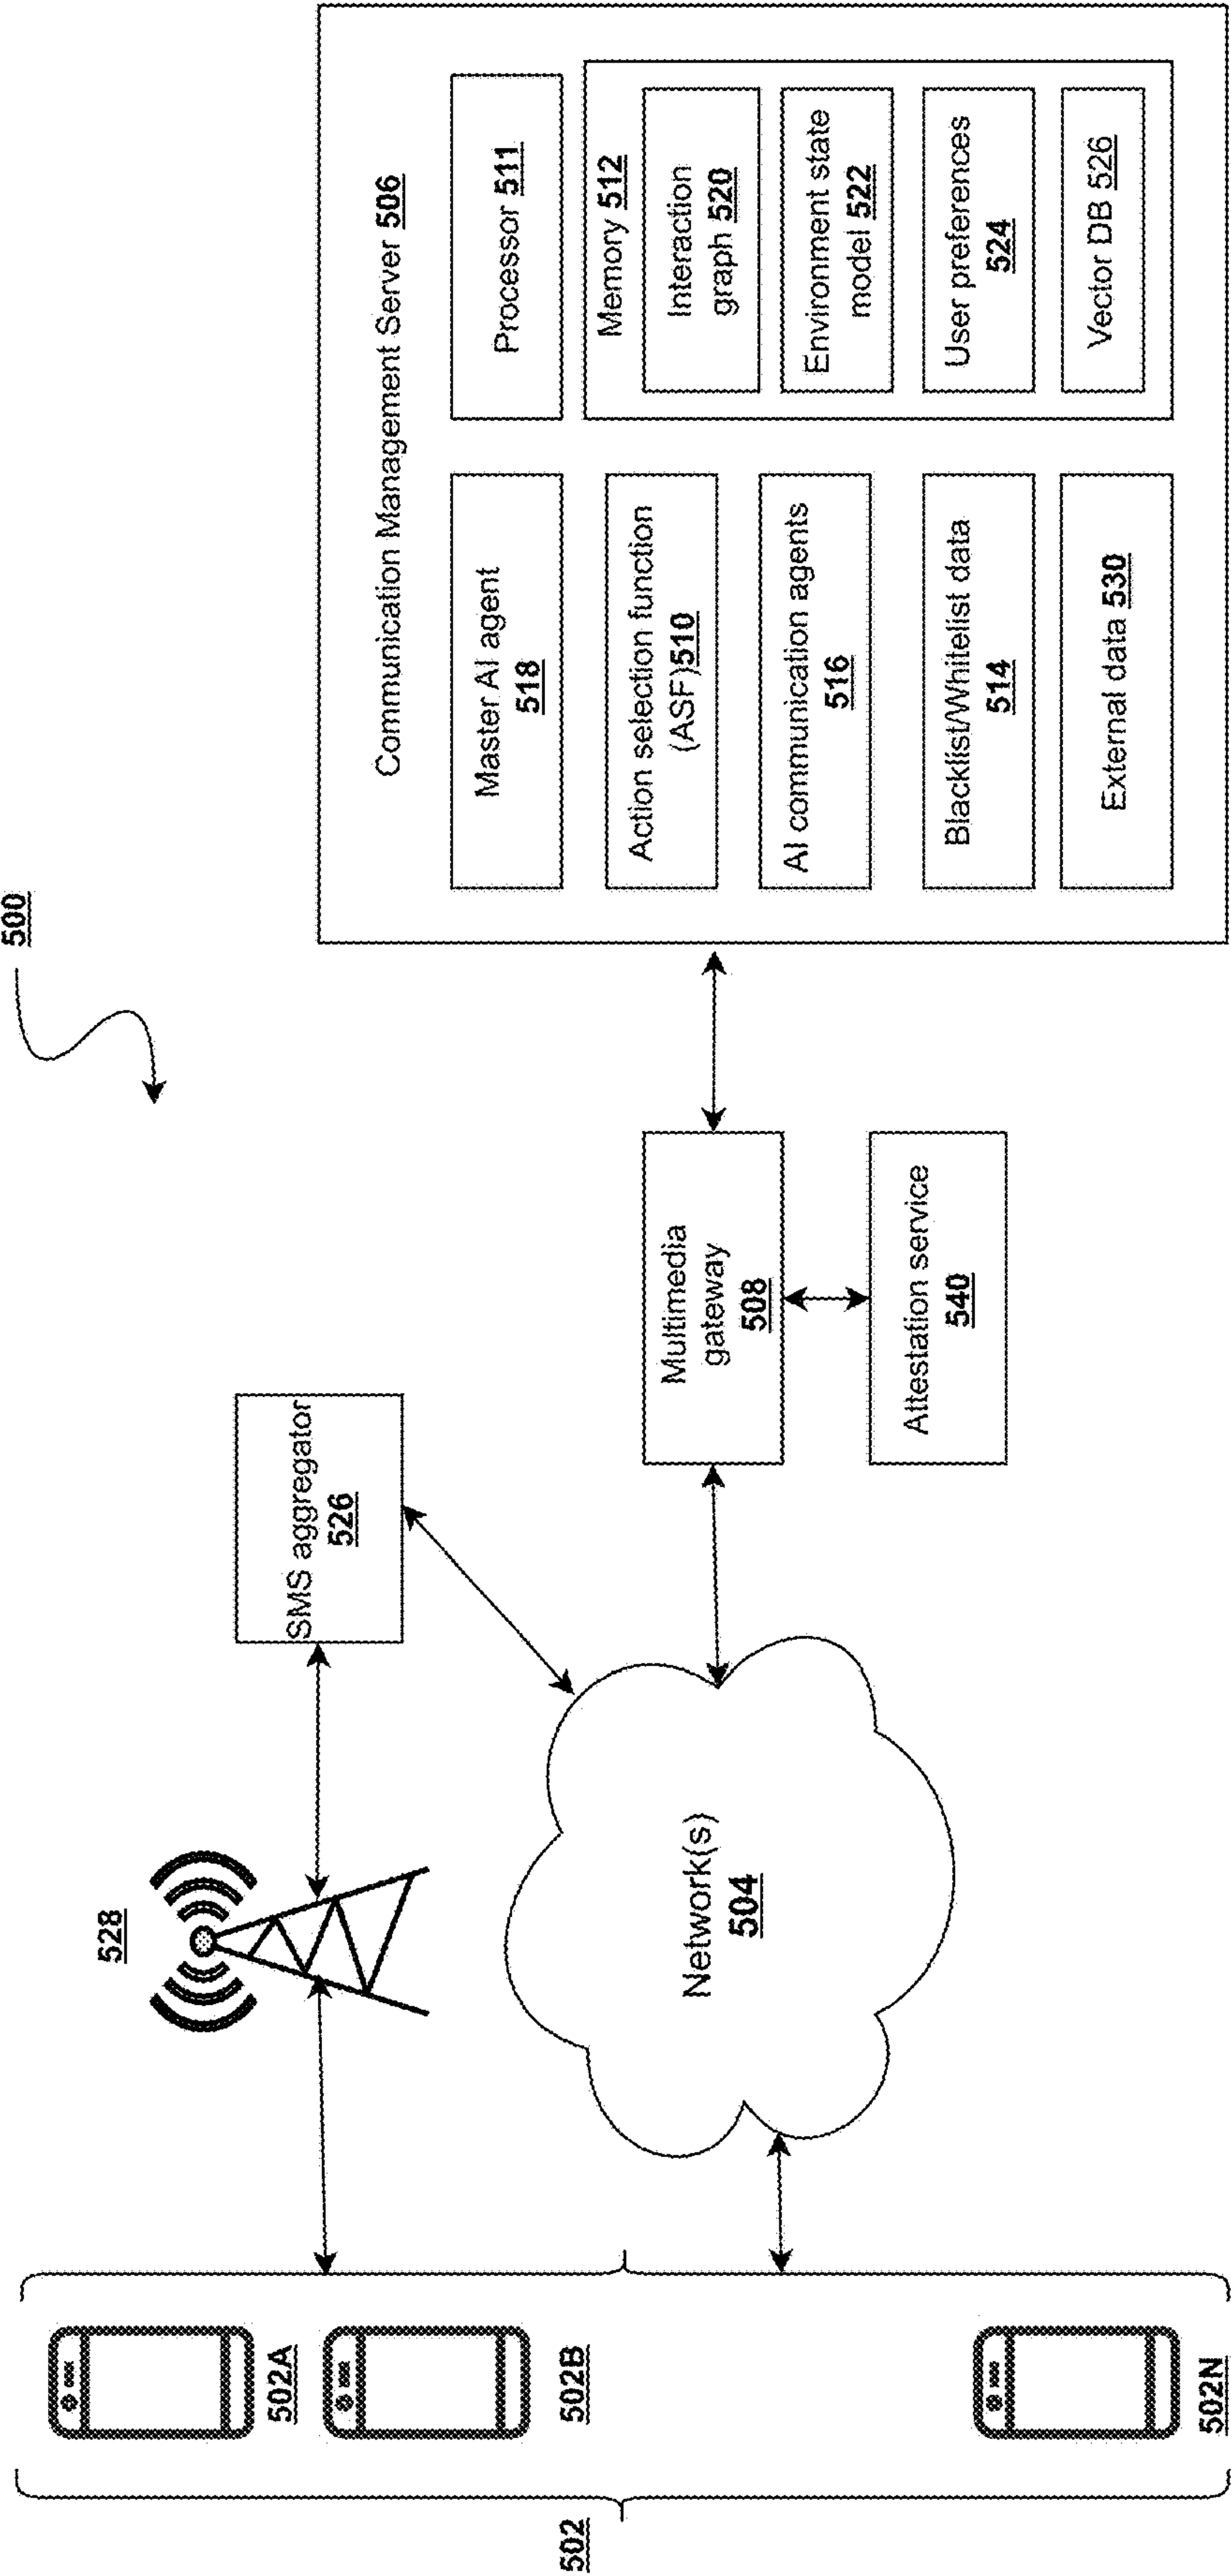 500
502
502A
502B
502N
528
SMS aggregator
526
Network(s)
504
Multimedia
gateway
508
Attestation service
540
Communication Management Server 506
Master AI agent
518
Action selection function
(ASF)510
AI communication agents
516
Blacklist/Whitelist data
514
External data 530
Processor 511
Memory 512
Interaction
graph 520
Environment state
model 522
User preferences
524
Vector DB 526